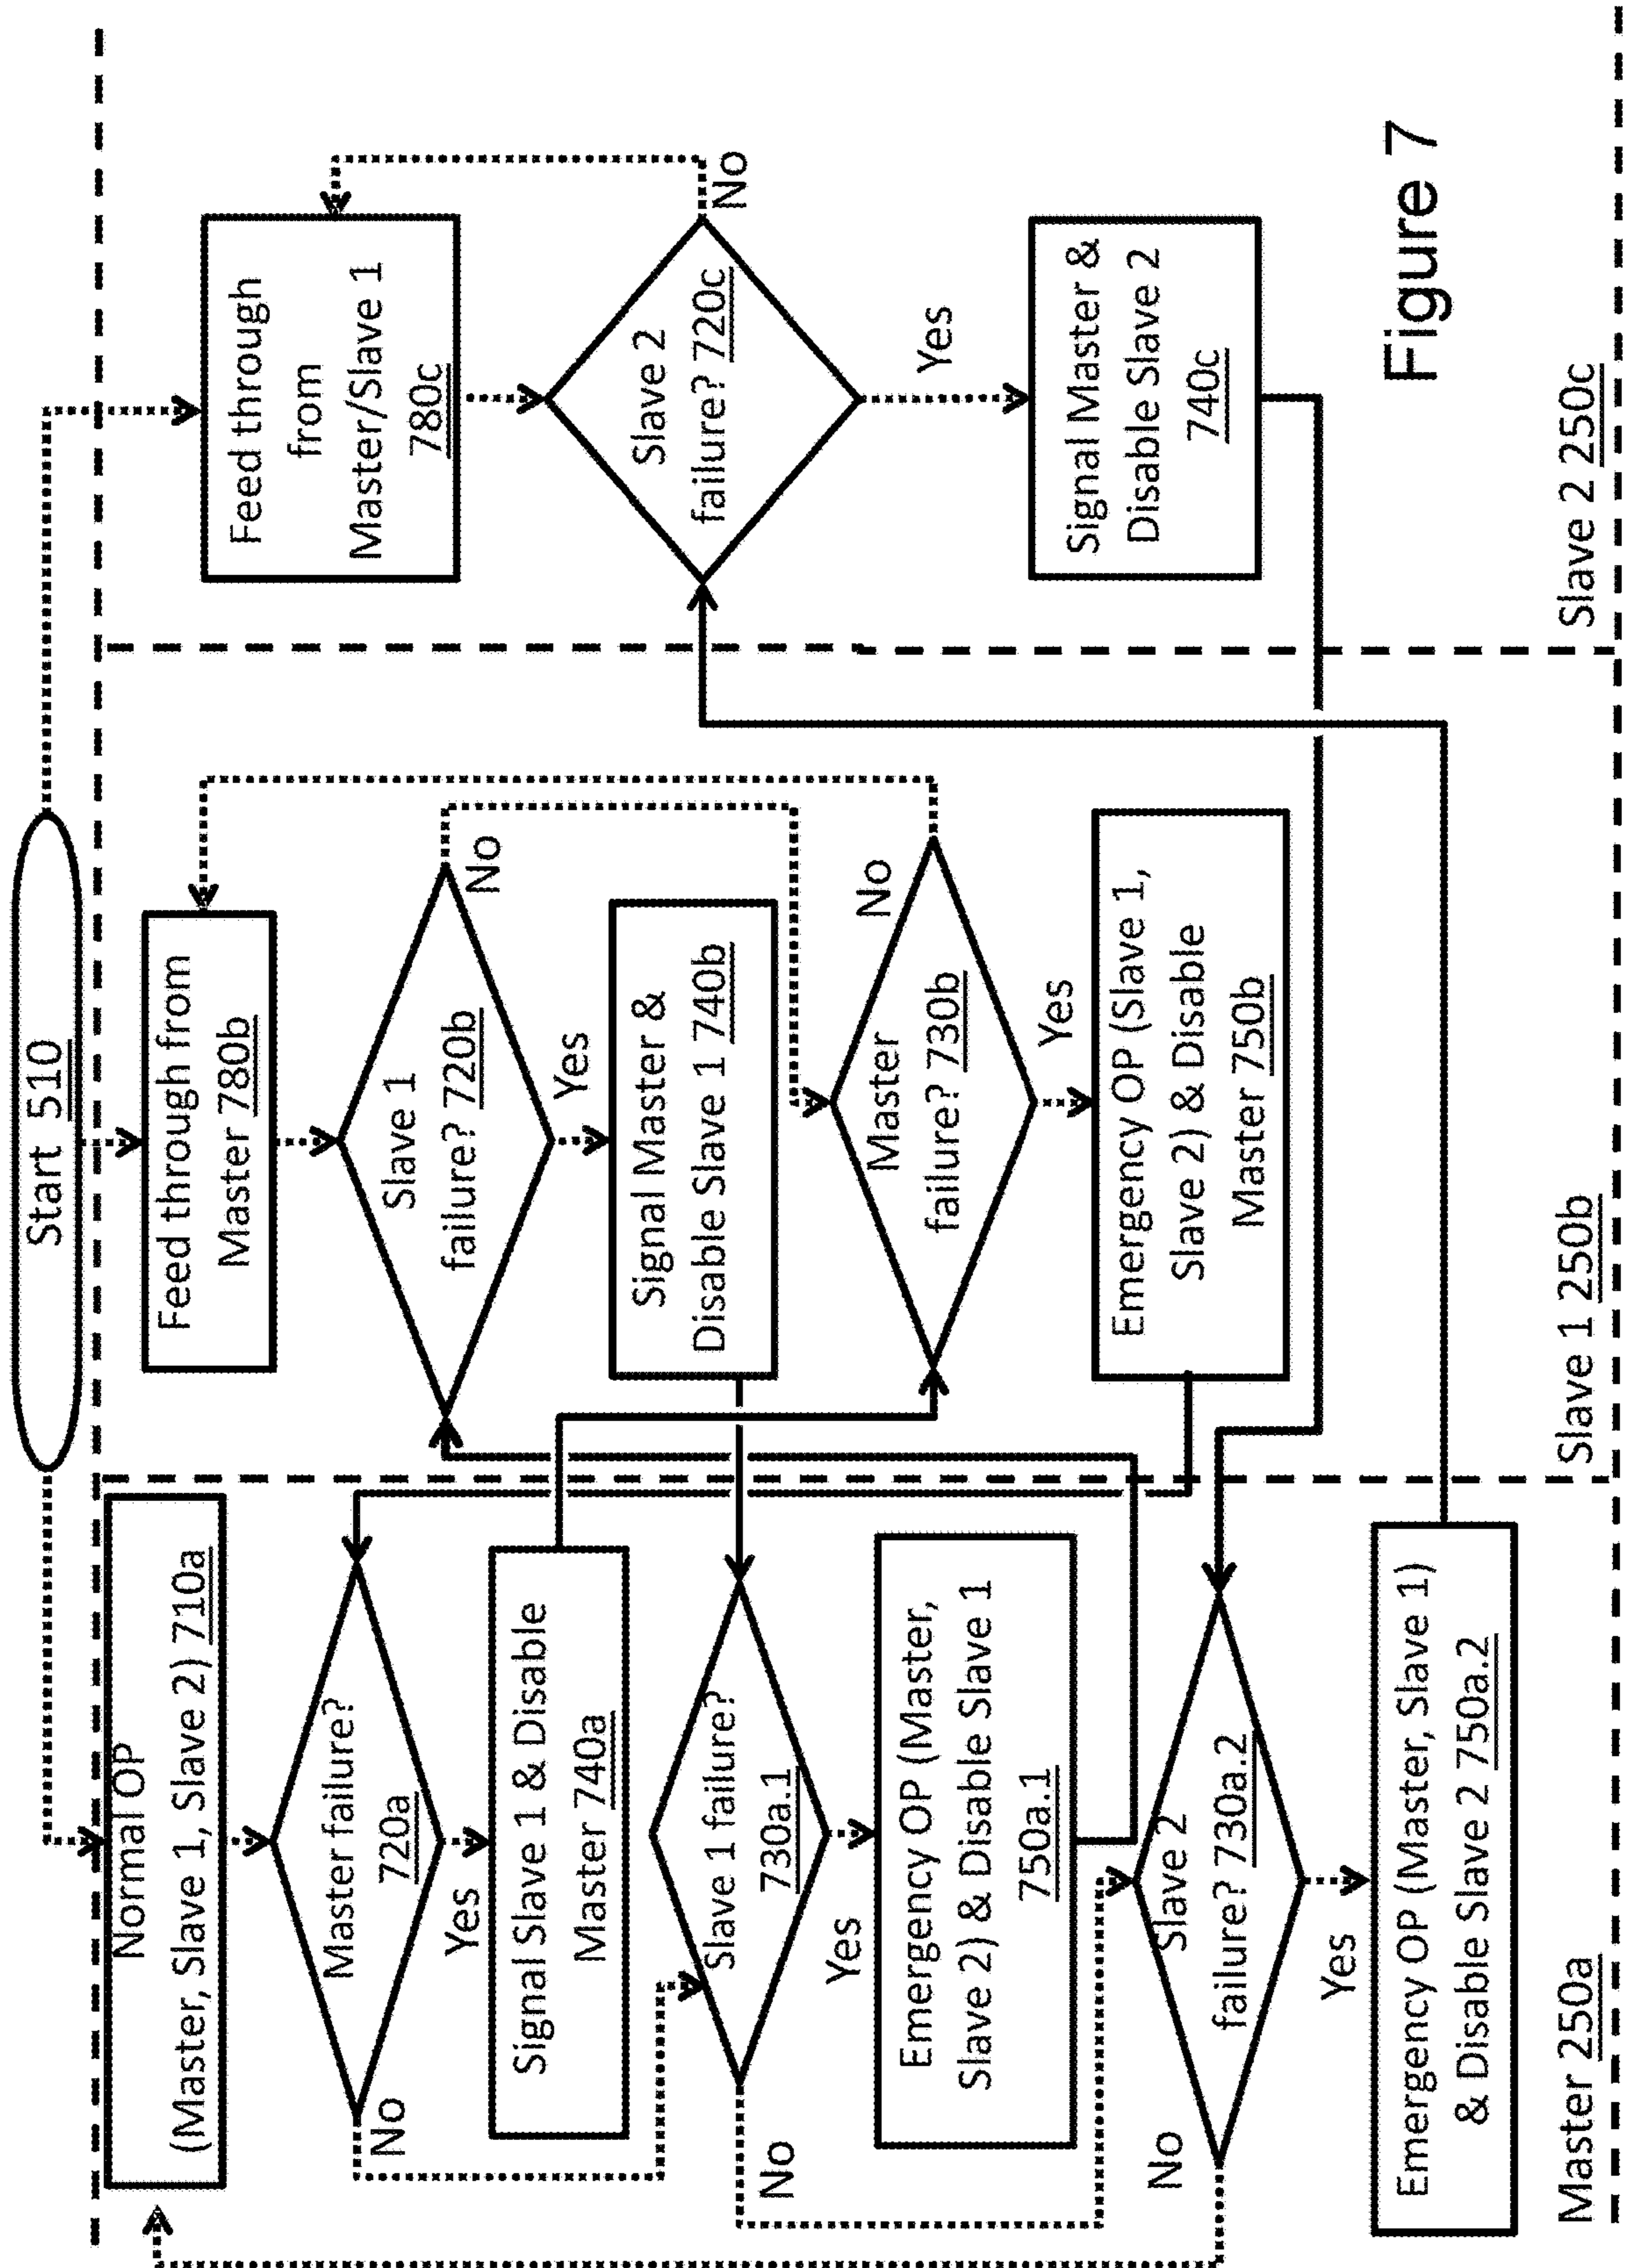 Start 510
Normal OP
(Master, Slave 1, Slave 2) 710a
Master failure?
720a
No
Yes
Signal Slave 1 & Disable
Master 740a
Slave 1 failure?
730a.1
No
Yes
Emergency OP (Master,
Slave 2) & Disable Slave 1
750a.1
Slave 2
failure? 730a.2
No
Yes
Emergency OP (Master, Slave 1)
& Disable Slave 2 750a.2
Master 250a
Feed through from
Master 780b
Slave 1
failure? 720b
No
Yes
Signal Master &
Disable Slave 1 740b
Master
failure? 730b
No
Yes
Emergency OP (Slave 1,
Slave 2) & Disable
Master 750b
Slave 1 250b
Feed through
from
Master/Slave 1
780c
Slave 2
failure? 720c
No
Yes
Signal Master &
Disable Slave 2
740c
Slave 2 250c
Figure 7